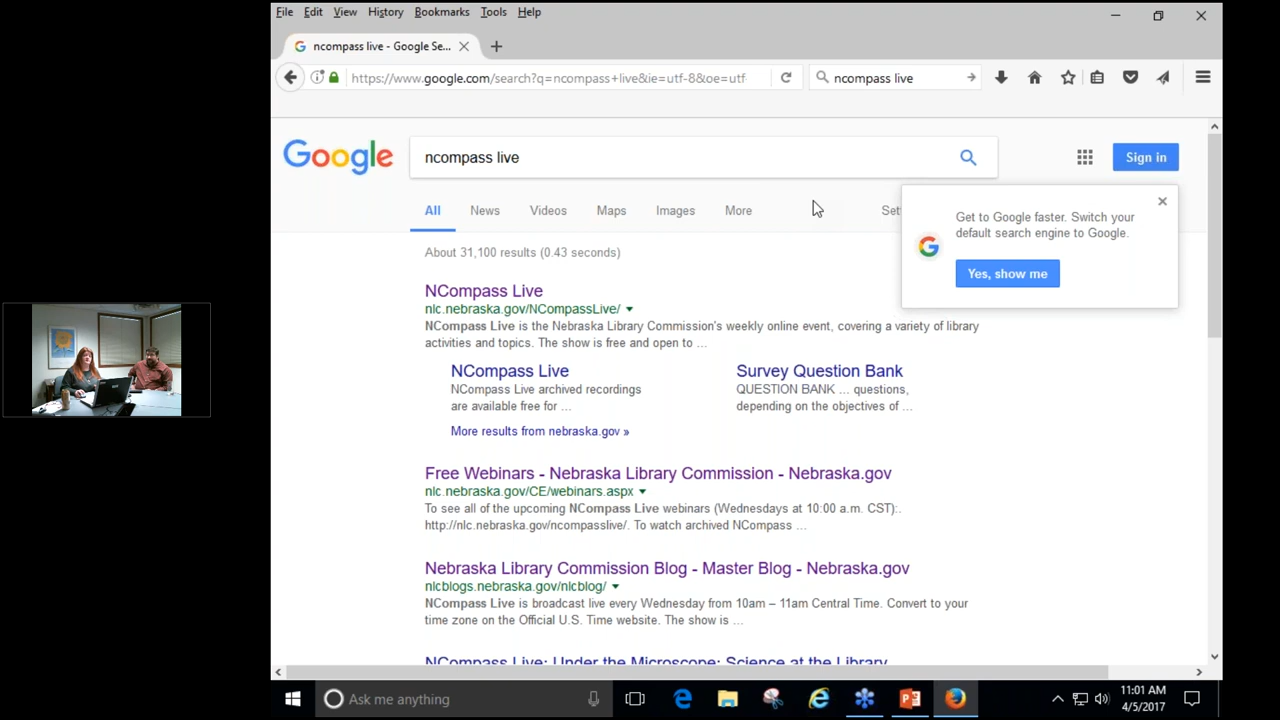 File Edit View History Bookmarks Tools Help
ncompass live - Google Se...
https://www.google.com/search?q=ncompass+live&ie=utf-8&oe=utf-
ncompass live
Google
ncompass live
Sign in
All News Videos Maps Images More
Get to Google faster. Switch your
default search engine to Google.
Yes, show me
About 31,100 results (0.43 seconds)
NCompass Live
nlc.nebraska.gov/NCompassLive/
NCompass Live is the Nebraska Library Commission's weekly online event, covering a variety of library
activities and topics. The show is free and open to ...
NCompass Live
NCompass Live archived recordings
are available free for ...
Survey Question Bank
QUESTION BANK ... questions,
depending on the objectives of ...
More results from nebraska.gov »
Free Webinars - Nebraska Library Commission - Nebraska.gov
nlc.nebraska.gov/CE/webinars.aspx
To see all of the upcoming NCompass Live webinars (Wednesdays at 10:00 a.m. CST):.
http://nlc.nebraska.gov/ncompasslive/. To watch archived NCompass ...
Nebraska Library Commission Blog - Master Blog - Nebraska.gov
nlcblogs.nebraska.gov/nlcblog/
NCompass Live is broadcast live every Wednesday from 10am – 11am Central Time. Convert to your
time zone on the Official U.S. Time website. The show is ...
NCompass Live: Under the Microscope: Science at the Library
Ask me anything
11:01 AM
4/5/2017